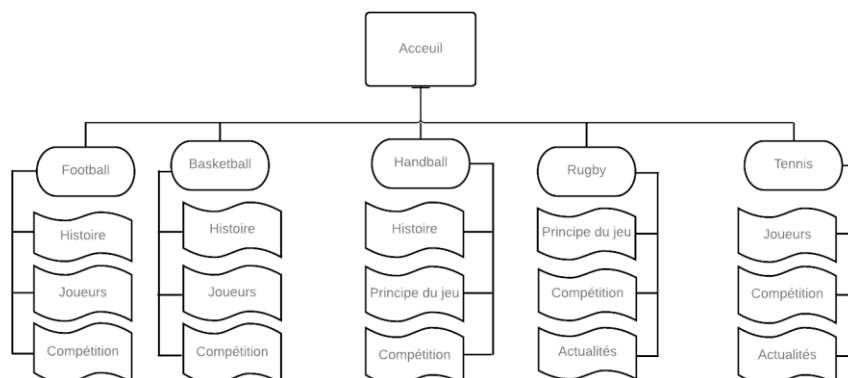 Acceuil
Football
Basketball
Handball
Rugby
Tennis
Histoire
Histoire
Histoire
Principe du jeu
Joueurs
Joueurs
Joueurs
Principe du jeu
Compétition
Compétition
Compétition
Compétition
Compétition
Actualités
Actualités